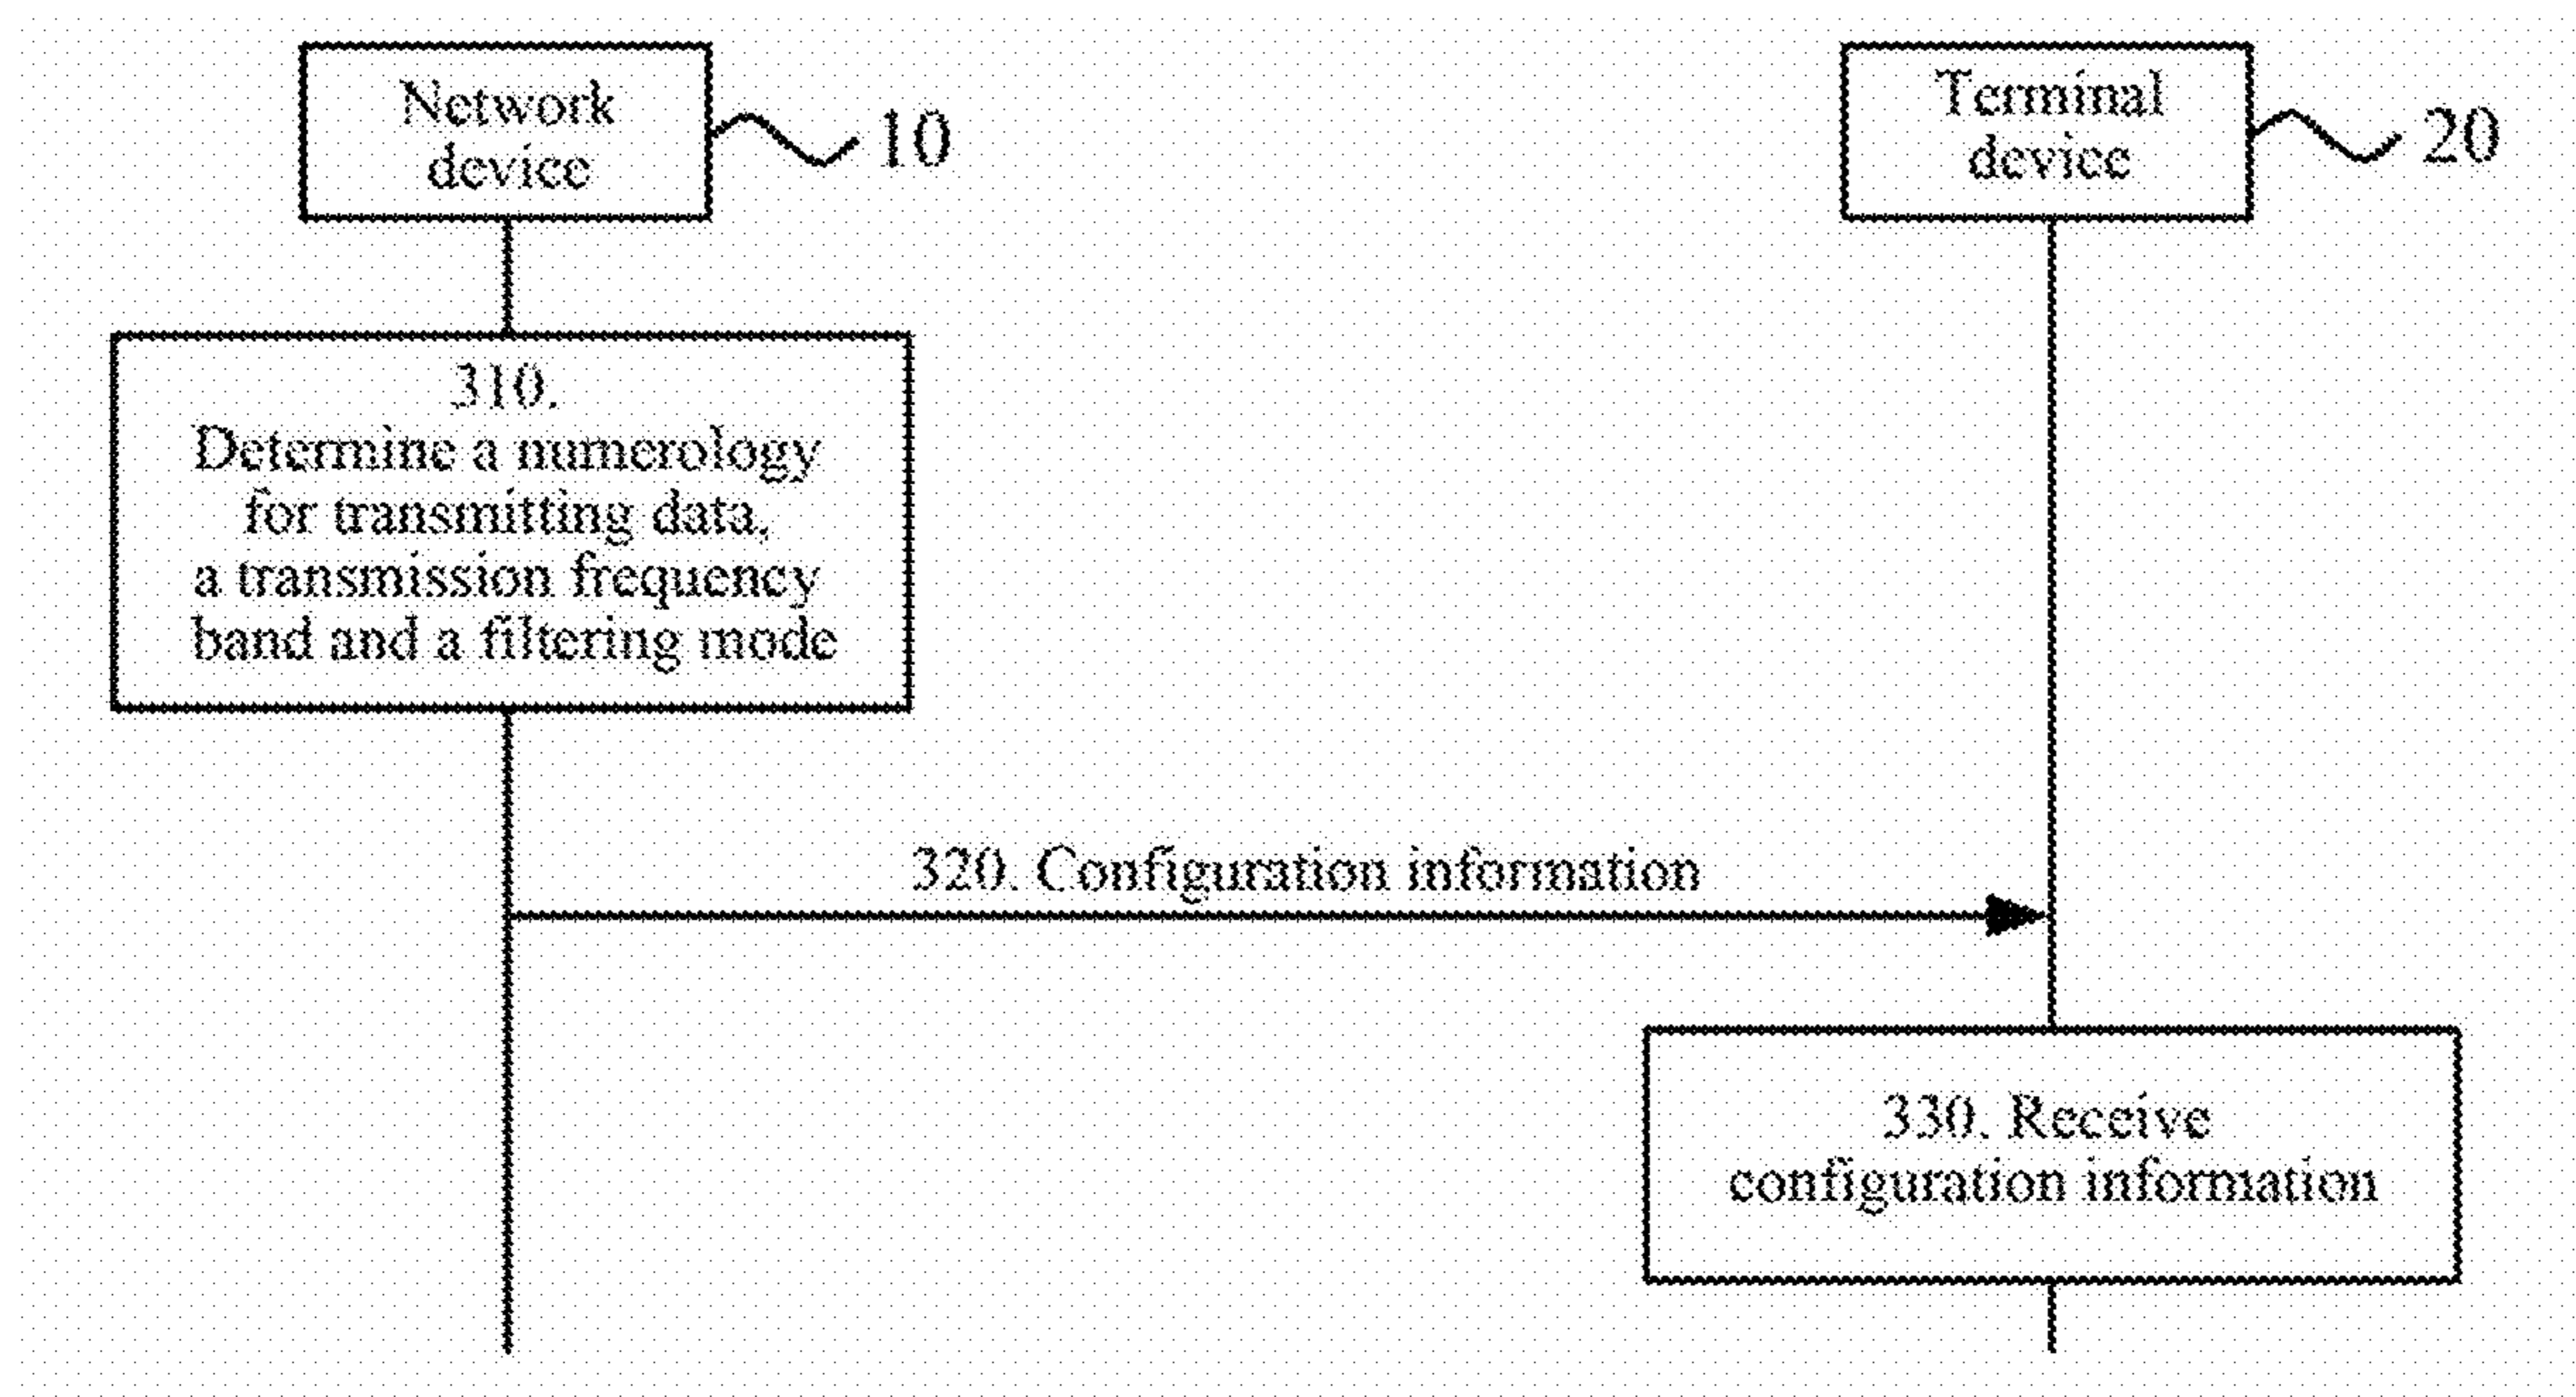 Network
device
10
Terminal
device
20
310.
Determine a numerology
for transmitting data,
a transmission frequency
band and a filtering mode
320. Configuration information
330. Receive
configuration information